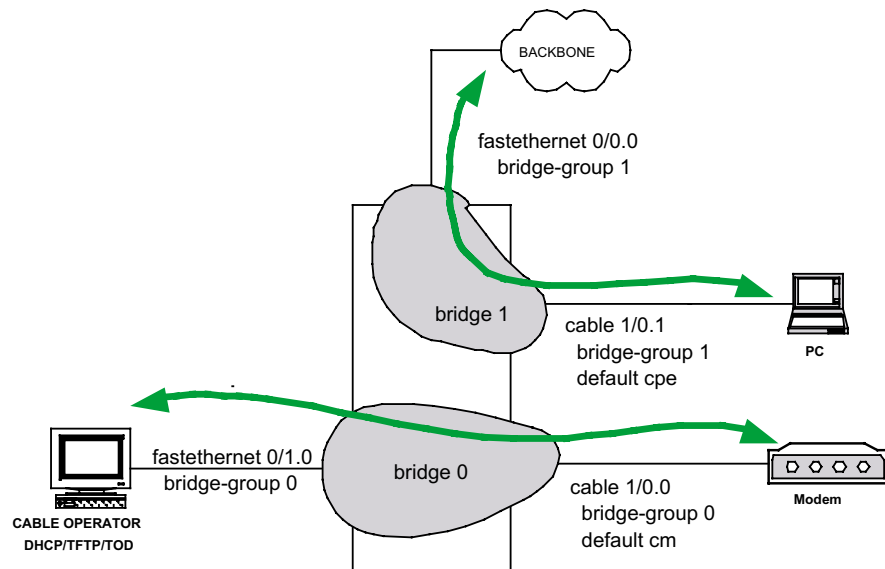 BACKBONE
fastethernet 0/0.0
bridge-group 1
bridge 1
cable 1/0.1
bridge-group 1
default cpe
PC
fastethernet 0/1.0
bridge-group 0
bridge 0
cable 1/0.0
bridge-group 0
default cm
Modem
CABLE OPERATOR
DHCP/TFTP/TOD